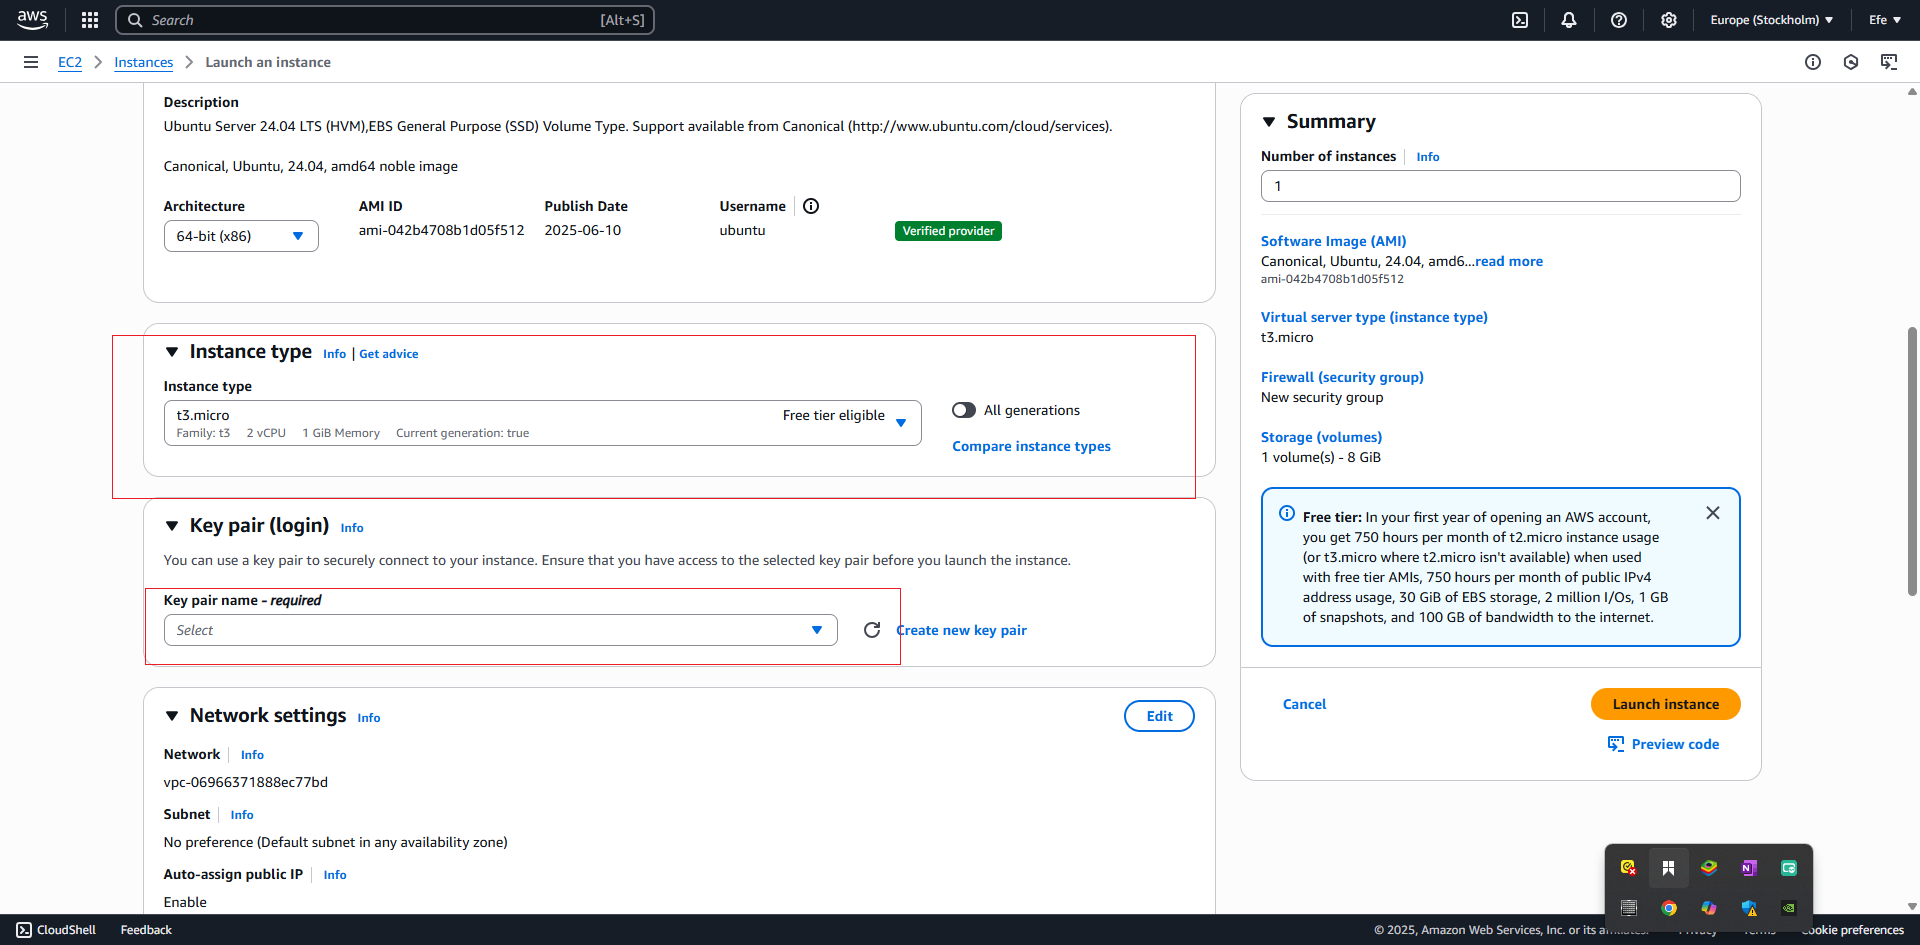 aws
Search [Alt+S]
Europe (Stockholm)
Efe
EC2
Instances
Launch an instance
Description
Ubuntu Server 24.04 LTS (HVM),EBS General Purpose (SSD) Volume Type. Support available from Canonical (http://www.ubuntu.com/cloud/services).
Canonical, Ubuntu, 24.04, amd64 noble image
Architecture
AMI ID
Publish Date
Username
64-bit (x86)
ami-042b4708b1d05f512
2025-06-10
ubuntu
Verified provider
Instance type Info | Get advice
Instance type
t3.micro
Free tier eligible
Family: t3 2 vCPU 1 GiB Memory Current generation: true
All generations
Compare instance types
Key pair (login) Info
You can use a key pair to securely connect to your instance. Ensure that you have access to the selected key pair before you launch the instance.
Key pair name - required
Select
Create new key pair
Network settings Info
Edit
Network Info
vpc-06966371888ec77bd
Subnet Info
No preference (Default subnet in any availability zone)
Auto-assign public IP Info
Enable
Summary
Number of instances Info
1
Software Image (AMI)
Canonical, Ubuntu, 24.04, amd6...read more
ami-042b4708b1d05f512
Virtual server type (instance type)
t3.micro
Firewall (security group)
New security group
Storage (volumes)
1 volume(s) - 8 GiB
Free tier: In your first year of opening an AWS account,
you get 750 hours per month of t2.micro instance usage
(or t3.micro where t2.micro isn't available) when used
with free tier AMIs, 750 hours per month of public IPv4
address usage, 30 GiB of EBS storage, 2 million I/Os, 1 GB
of snapshots, and 100 GB of bandwidth to the internet.
Cancel
Launch instance
Preview code
CloudShell
Feedback
© 2025, Amazon Web Services, Inc. or its affiliates.
Privacy
Terms
Cookie preferences